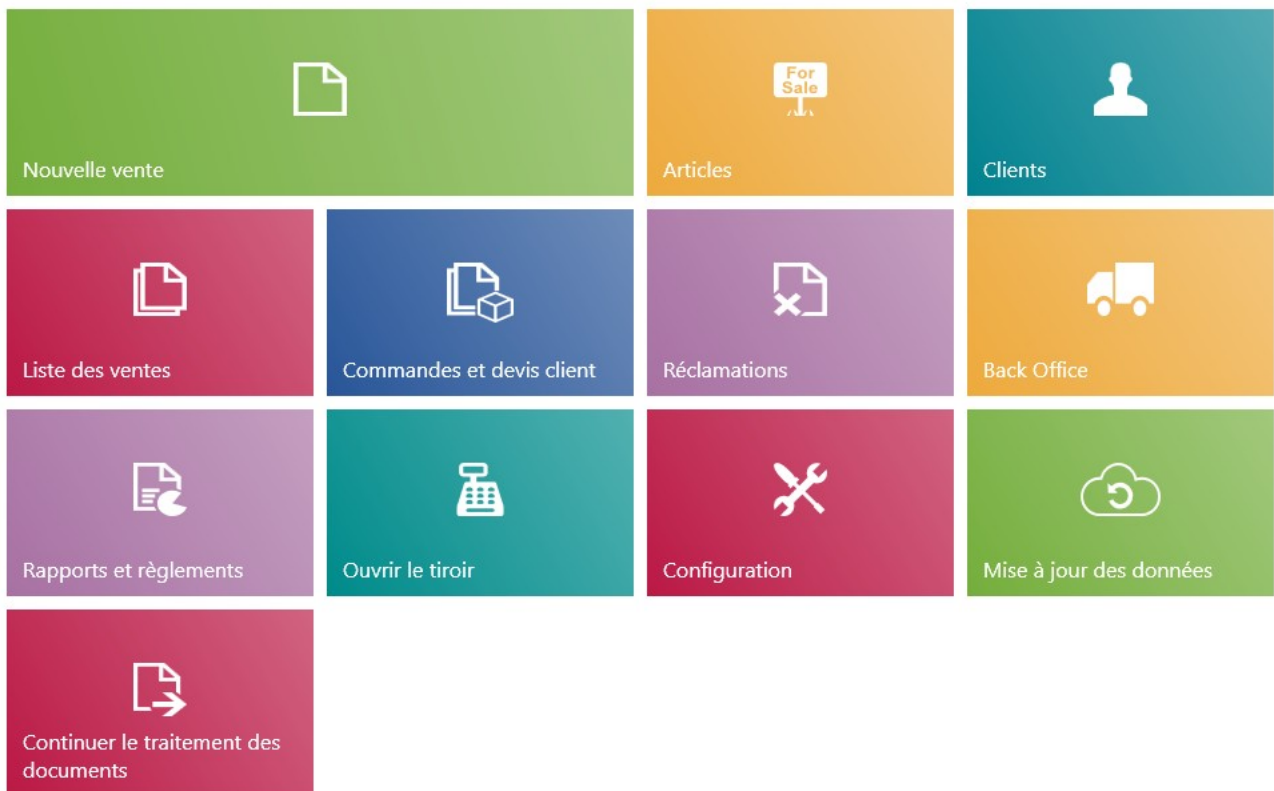 For
Sale
Nouvelle vente
Articles
Clients
Liste des ventes
Commandes et devis client
Réclamations
Back Office
Rapports et règlements
Ouvrir le tiroir
Configuration
Mise à jour des données
Continuer le traitement des
documents